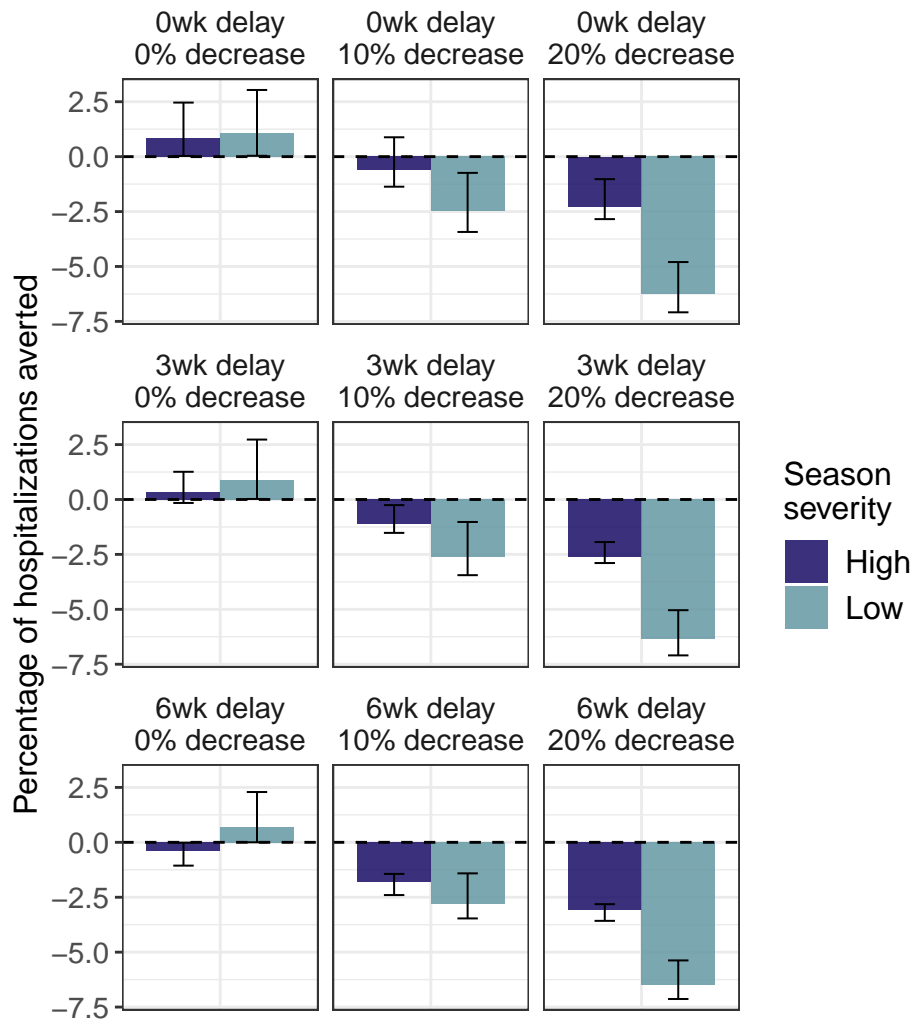 0wk delay
0% decrease
0wk delay
10% decrease
0wk delay
20% decrease
2.5
0.0
−2.5
−5.0
−7.5
3wk delay
0% decrease
3wk delay
10% decrease
3wk delay
20% decrease
2.5
0.0
−2.5
−5.0
−7.5
6wk delay
0% decrease
6wk delay
10% decrease
6wk delay
20% decrease
2.5
0.0
−2.5
−5.0
−7.5
Percentage of hospitalizations averted
Season
severity
High
Low